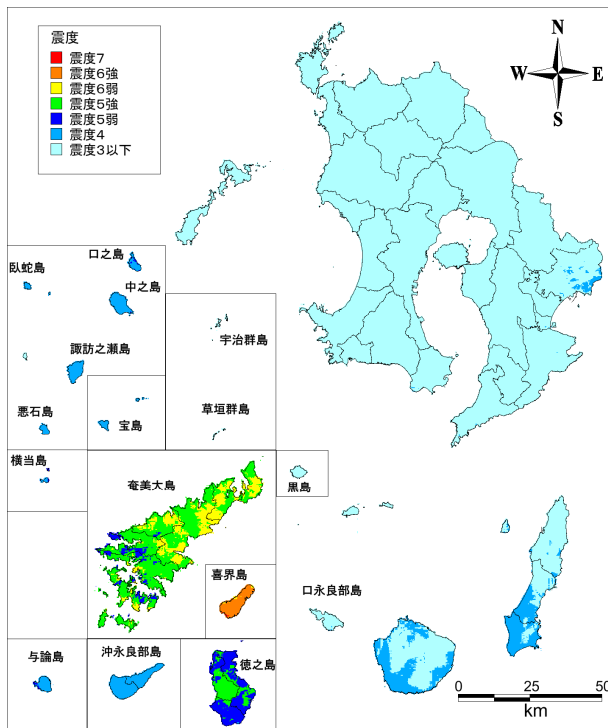 震度
震度7
震度6強
震度6弱
震度5強
震度5弱
震度4
震度3以下
N
W E
S
口之島
臥蛇島
中之島
宇治群島
諏訪之瀬島
悪石島
宝島
草垣群島
横当島
奄美大島
黒島
喜界島
口永良部島
与論島
沖永良部島
徳之島
0 25 50
km